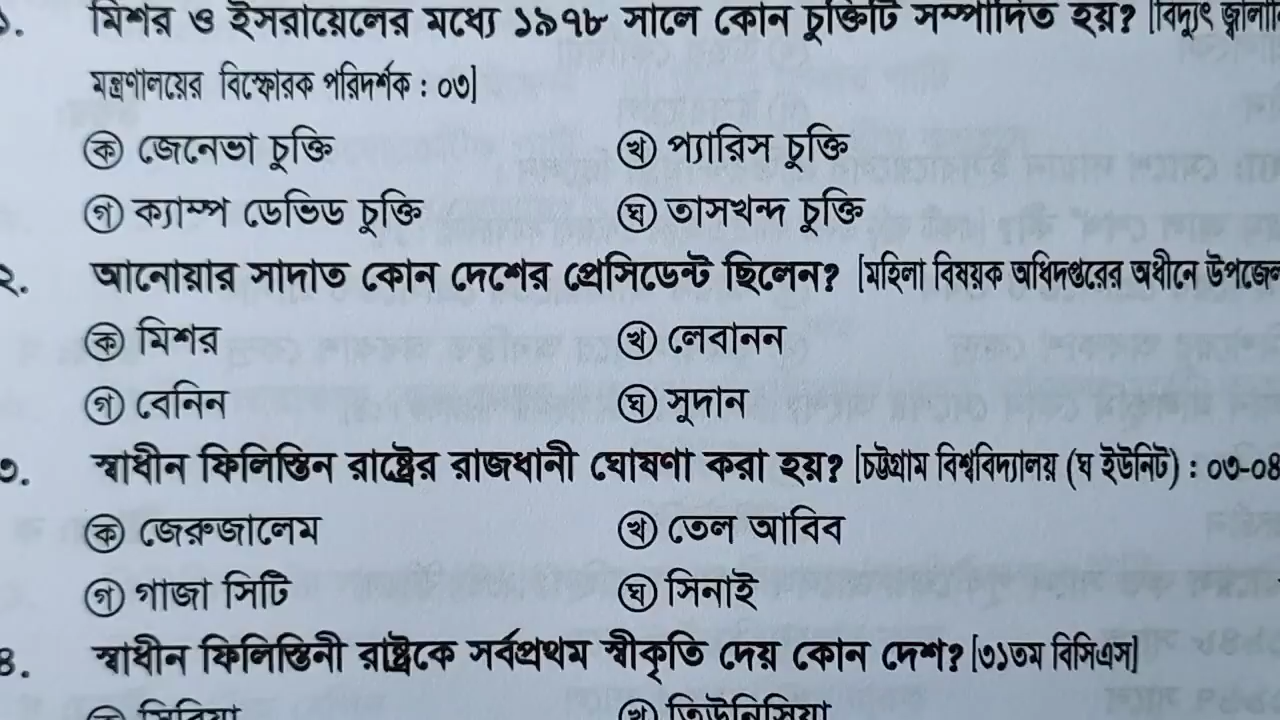 ১. মিশর ও ইসরায়েলের মধ্যে ১৯৭৮ সালে কোন চুক্তিটি সম্পাদিত হয়? [বিদ্যুৎ জ্বালানি
মন্ত্রণালয়ের বিস্ফোরক পরিদর্শক : ০৩]
ক জেনেভা চুক্তি খ প্যারিস চুক্তি
গ ক্যাম্প ডেভিড চুক্তি ঘ তাসখন্দ চুক্তি
২. আনোয়ার সাদাত কোন দেশের প্রেসিডেন্ট ছিলেন? [মহিলা বিষয়ক অধিদপ্তরের অধীনে উপজেল
ক মিশর খ লেবানন
গ বেনিন ঘ সুদান
৩. স্বাধীন ফিলিস্তিন রাষ্ট্রের রাজধানী ঘোষণা করা হয়? [চট্টগ্রাম বিশ্ববিদ্যালয় (ঘ ইউনিট) : ০৩-০৪
ক জেরুজালেম খ তেল আবিব
গ গাজা সিটি ঘ সিনাই
৪. স্বাধীন ফিলিস্তিনী রাষ্ট্রকে সর্বপ্রথম স্বীকৃতি দেয় কোন দেশ? [৩১তম বিসিএস]
ক সিরিয়া খ তিউনিসিয়া